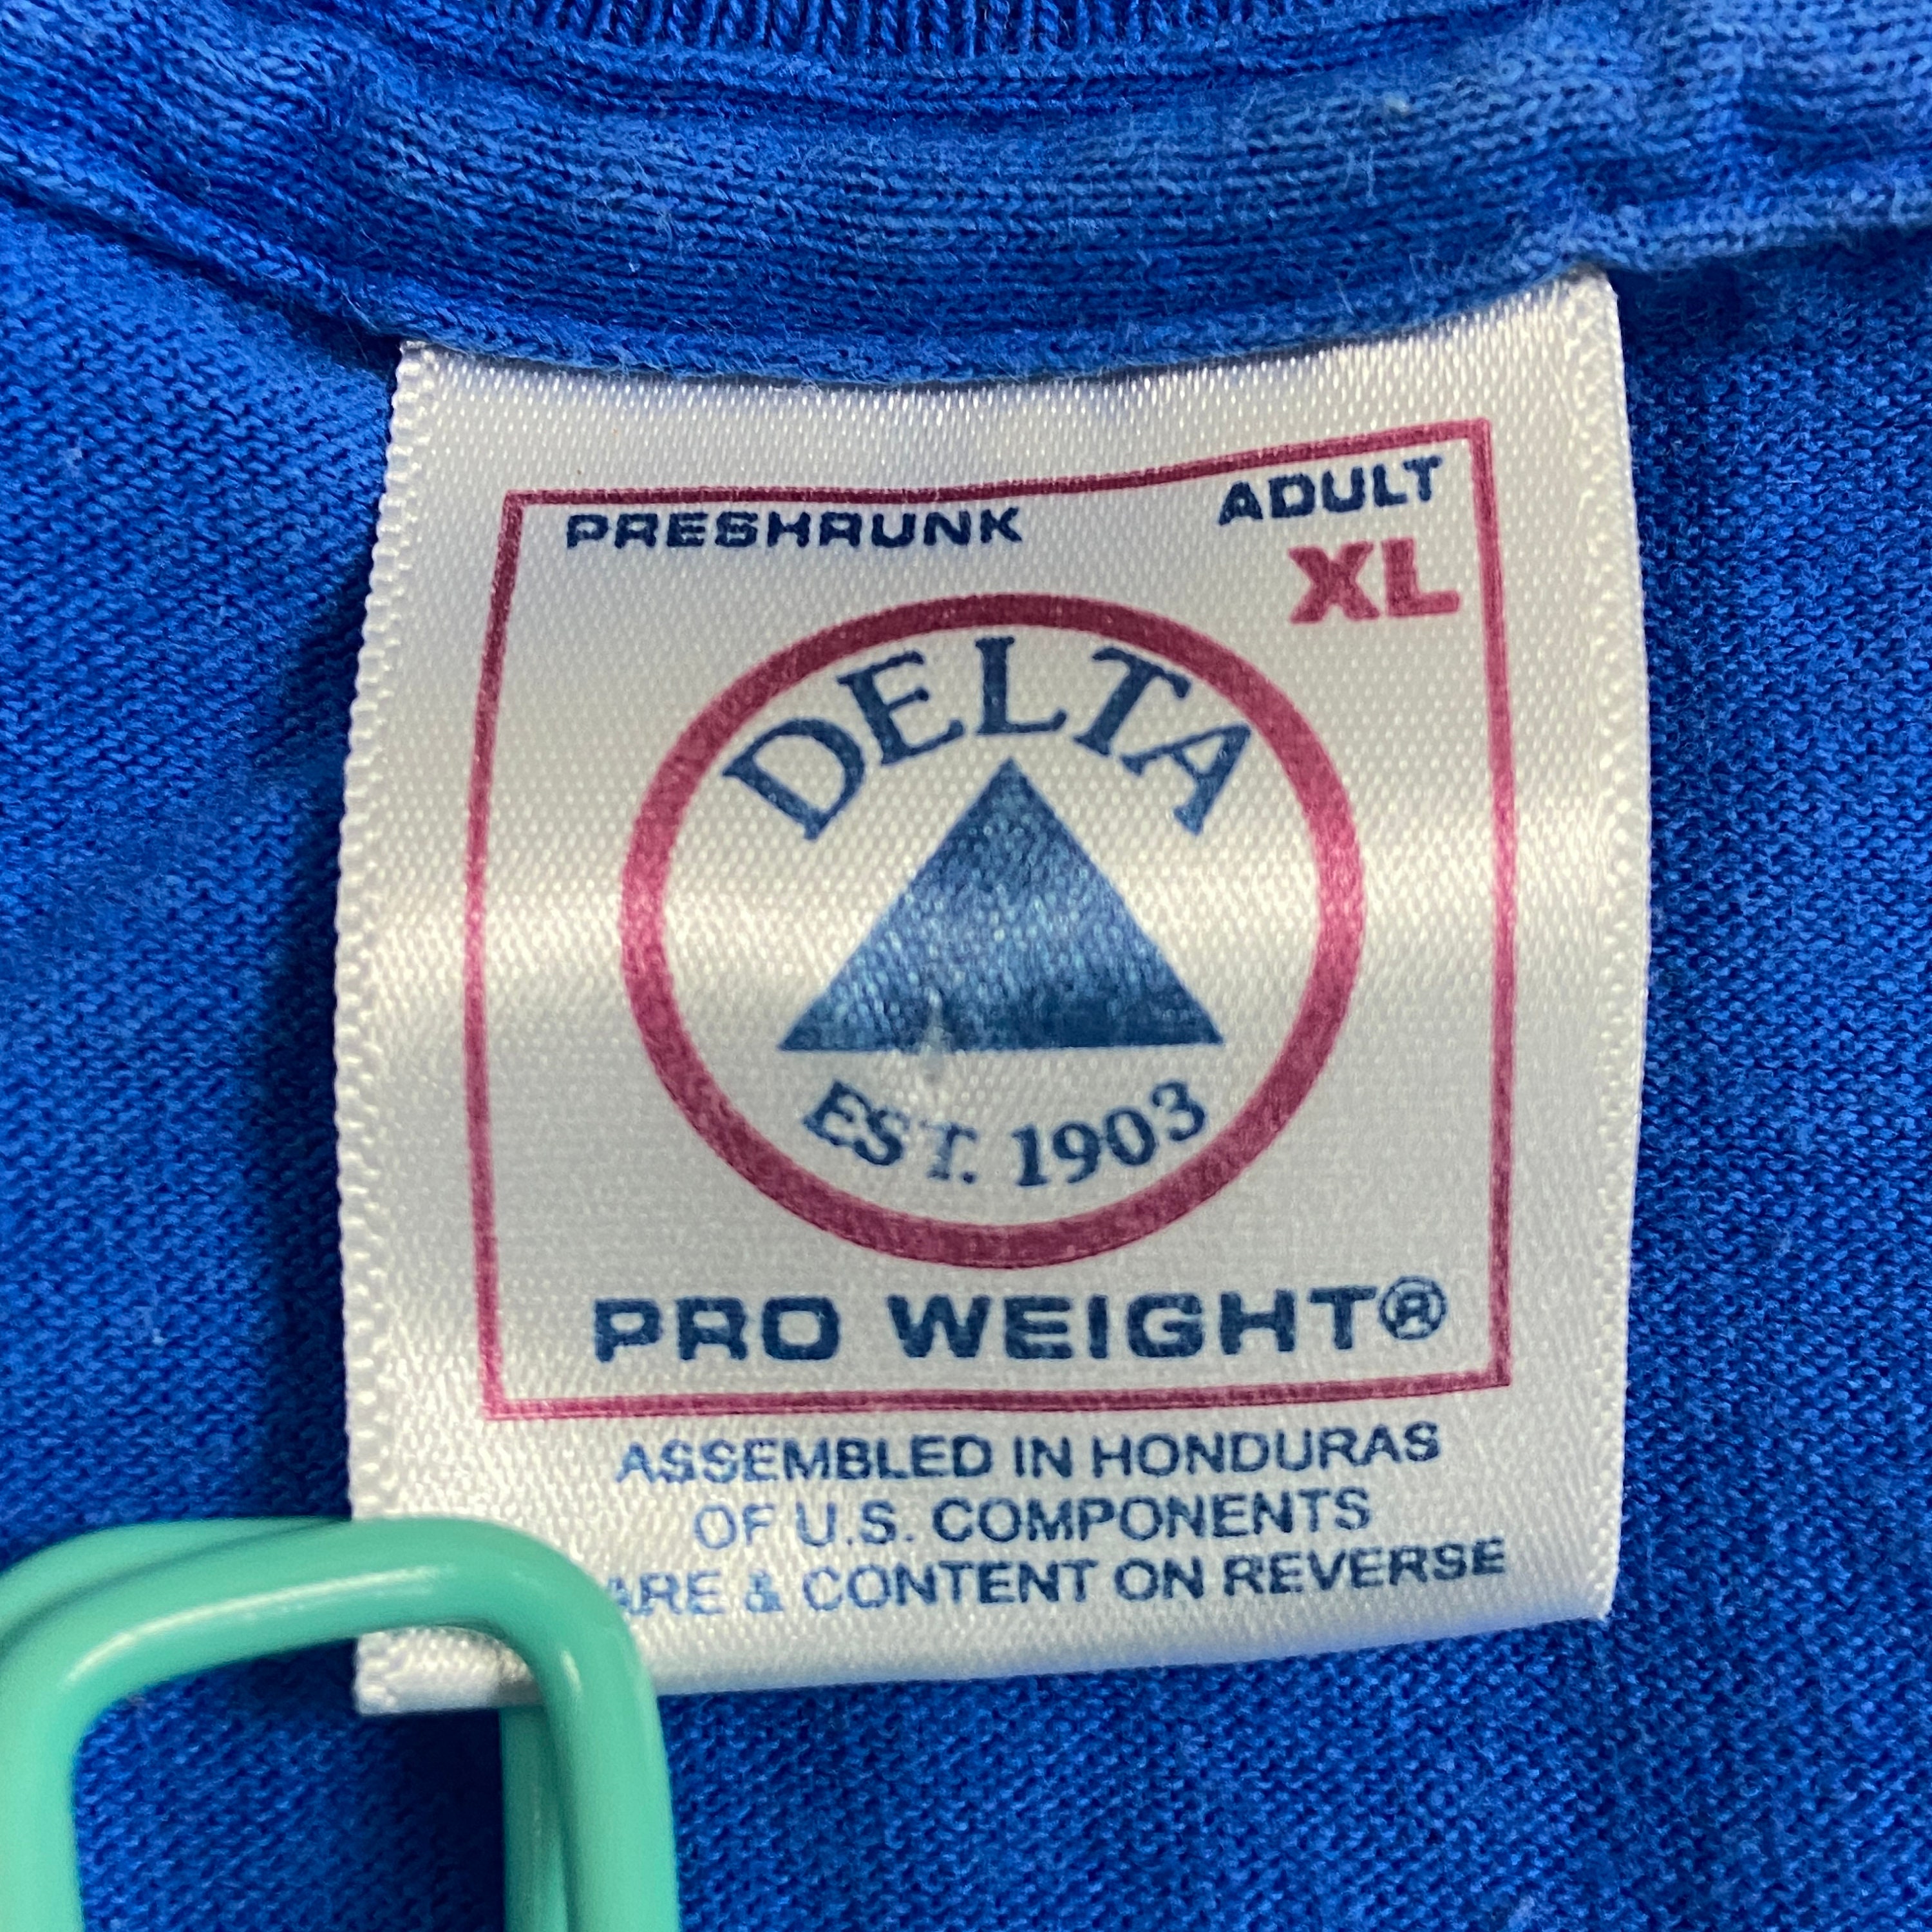 PRESHRUNK
ADULT
XL
DELTA
EST. 1903
PRO WEIGHT®
ASSEMBLED IN HONDURAS
OF U.S. COMPONENTS
& CONTENT ON REVERSE